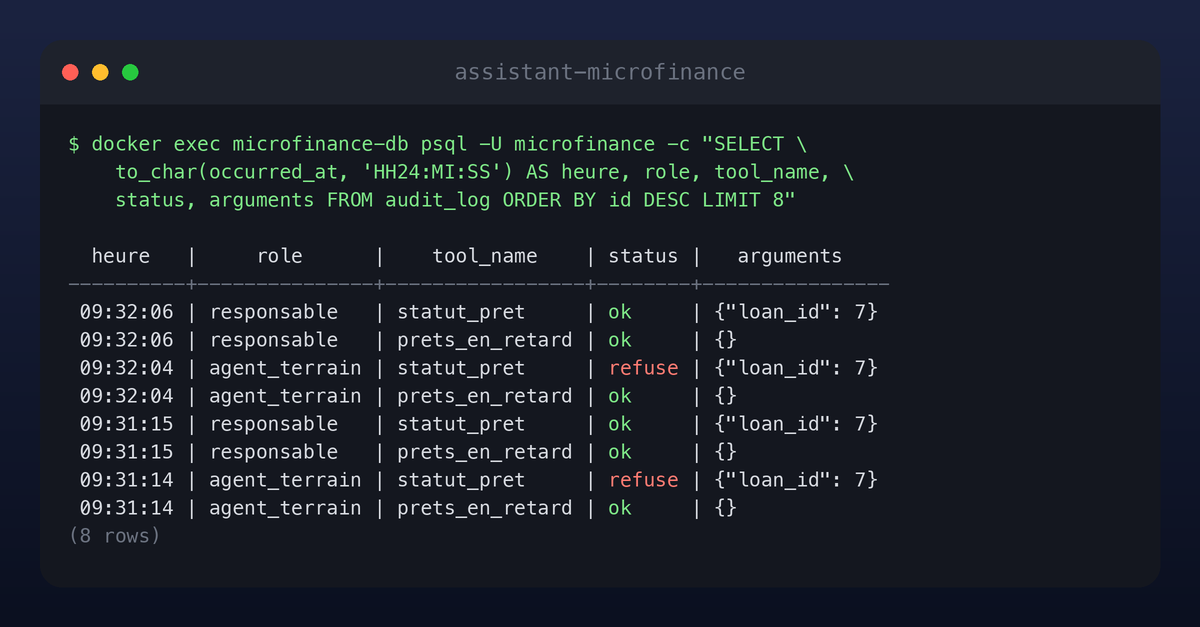 assistant-microfinance
$ docker exec microfinance-db psql -U microfinance -c "SELECT \
to_char(occurred_at, 'HH24:MI:SS') AS heure, role, tool_name, \
status, arguments FROM audit_log ORDER BY id DESC LIMIT 8"
heure | role | tool_name | status | arguments
----------+----------------+-----------------+--------+----------------
09:32:06 | responsable | statut_pret | ok | {"loan_id": 7}
09:32:06 | responsable | prets_en_retard | ok | {}
09:32:04 | agent_terrain | statut_pret | refuse | {"loan_id": 7}
09:32:04 | agent_terrain | prets_en_retard | ok | {}
09:31:15 | responsable | statut_pret | ok | {"loan_id": 7}
09:31:15 | responsable | prets_en_retard | ok | {}
09:31:14 | agent_terrain | statut_pret | refuse | {"loan_id": 7}
09:31:14 | agent_terrain | prets_en_retard | ok | {}
(8 rows)